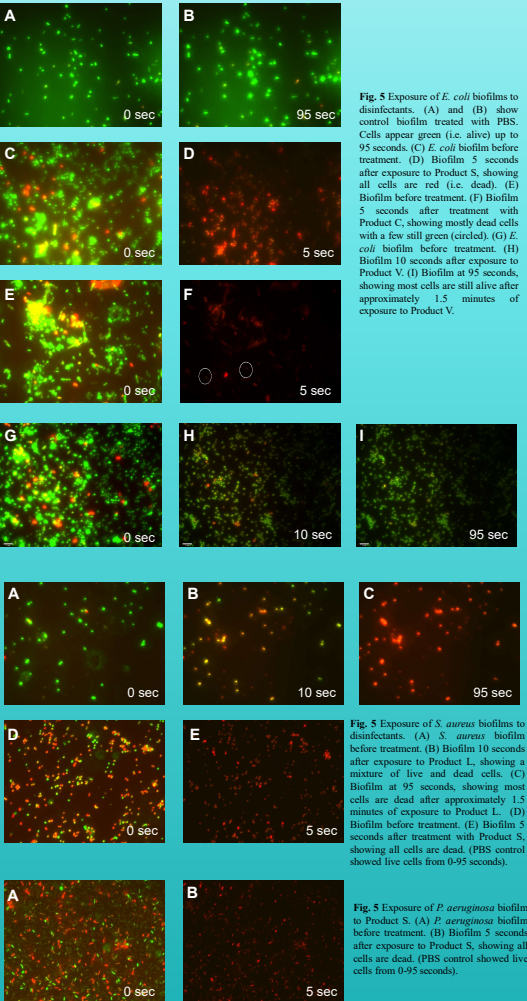 A
0 sec
B
95 sec
Fig. 5 Exposure of E. coli biofilms to
disinfectants. (A) and (B) show
control biofilm treated with PBS.
Cells appear green (i.e. alive) up to
95 seconds. (C) E. coli biofilm before
treatment. (D) Biofilm 5 seconds
after exposure to Product S, showing
all cells are red (i.e. dead). (E)
Biofilm before treatment. (F) Biofilm
5 seconds after treatment with
Product C, showing mostly dead cells
with a few still green (circled). (G) E.
coli biofilm before treatment. (H)
Biofilm 10 seconds after exposure to
Product V. (I) Biofilm at 95 seconds,
showing most cells are still alive after
approximately 1.5 minutes of
exposure to Product V.
C
0 sec
D
5 sec
E
0 sec
F
5 sec
G
0 sec
H
10 sec
I
95 sec
A
0 sec
B
10 sec
C
95 sec
D
0 sec
E
5 sec
Fig. 5 Exposure of S. aureus biofilms to
disinfectants. (A) S. aureus biofilm
before treatment. (B) Biofilm 10 seconds
after exposure to Product L, showing a
mixture of live and dead cells. (C)
Biofilm at 95 seconds, showing most
cells are dead after approximately 1.5
minutes of exposure to Product L. (D)
Biofilm before treatment. (E) Biofilm 5
seconds after treatment with Product S,
showing all cells are dead. (PBS control
showed live cells from 0-95 seconds).
A
0 sec
B
5 sec
Fig. 5 Exposure of P. aeruginosa biofilm
to Product S. (A) P. aeruginosa biofilm
before treatment. (B) Biofilm 5 seconds
after exposure to Product S, showing all
cells are dead. (PBS control showed live
cells from 0-95 seconds).